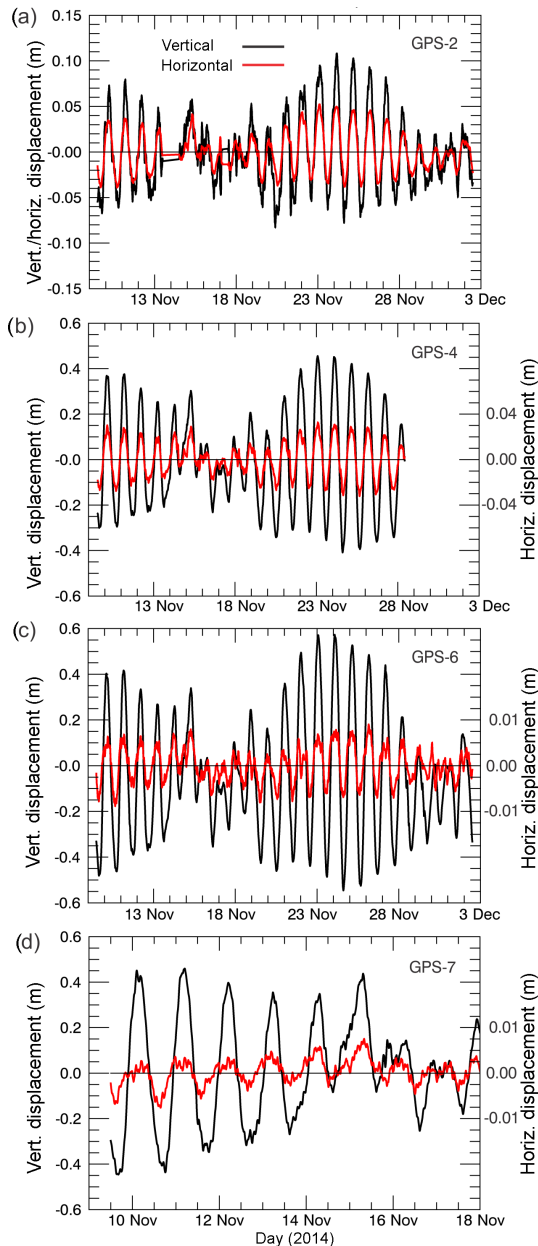 (a)
Vertical
Horizontal
GPS-2
Vert./horiz. displacement (m)
0.15
0.10
0.05
-0.00
-0.05
-0.10
0.15
13 Nov 18 Nov 23 Nov 28 Nov 3 Dec
(b)
GPS-4
Vert. displacement (m)
0.6
0.4
0.2
-0.0
-0.2
-0.4
-0.6
0.04
0.00
-0.04
Horiz. displacement (m)
13 Nov 18 Nov 23 Nov 28 Nov 3 Dec
(c)
GPS-6
Vert. displacement (m)
0.6
0.4
0.2
-0.0
-0.2
-0.4
-0.6
0.01
0.00
-0.01
Horiz. displacement (m)
13 Nov 18 Nov 23 Nov 28 Nov 3 Dec
(d)
GPS-7
Vert. displacement (m)
0.6
0.4
0.2
0.0
-0.2
-0.4
-0.6
0.01
0.00
-0.01
Horiz. displacement (m)
10 Nov 12 Nov 14 Nov 16 Nov 18 Nov
Day (2014)